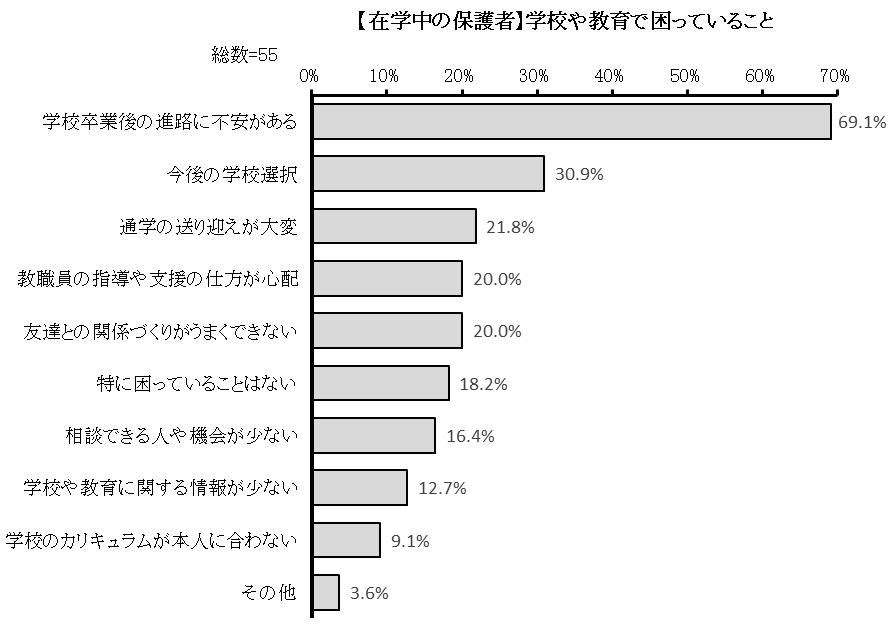 【在学中の保護者】学校や教育で困っていること
総数=55
0% 10% 20% 30% 40% 50% 60% 70%
学校卒業後の進路に不安がある 69.1%
今後の学校選択 30.9%
通学の送り迎えが大変 21.8%
教職員の指導や支援の仕方が心配 20.0%
友達との関係づくりがうまくできない 20.0%
特に困っていることはない 18.2%
相談できる人や機会が少ない 16.4%
学校や教育に関する情報が少ない 12.7%
学校のカリキュラムが本人に合わない 9.1%
その他 3.6%